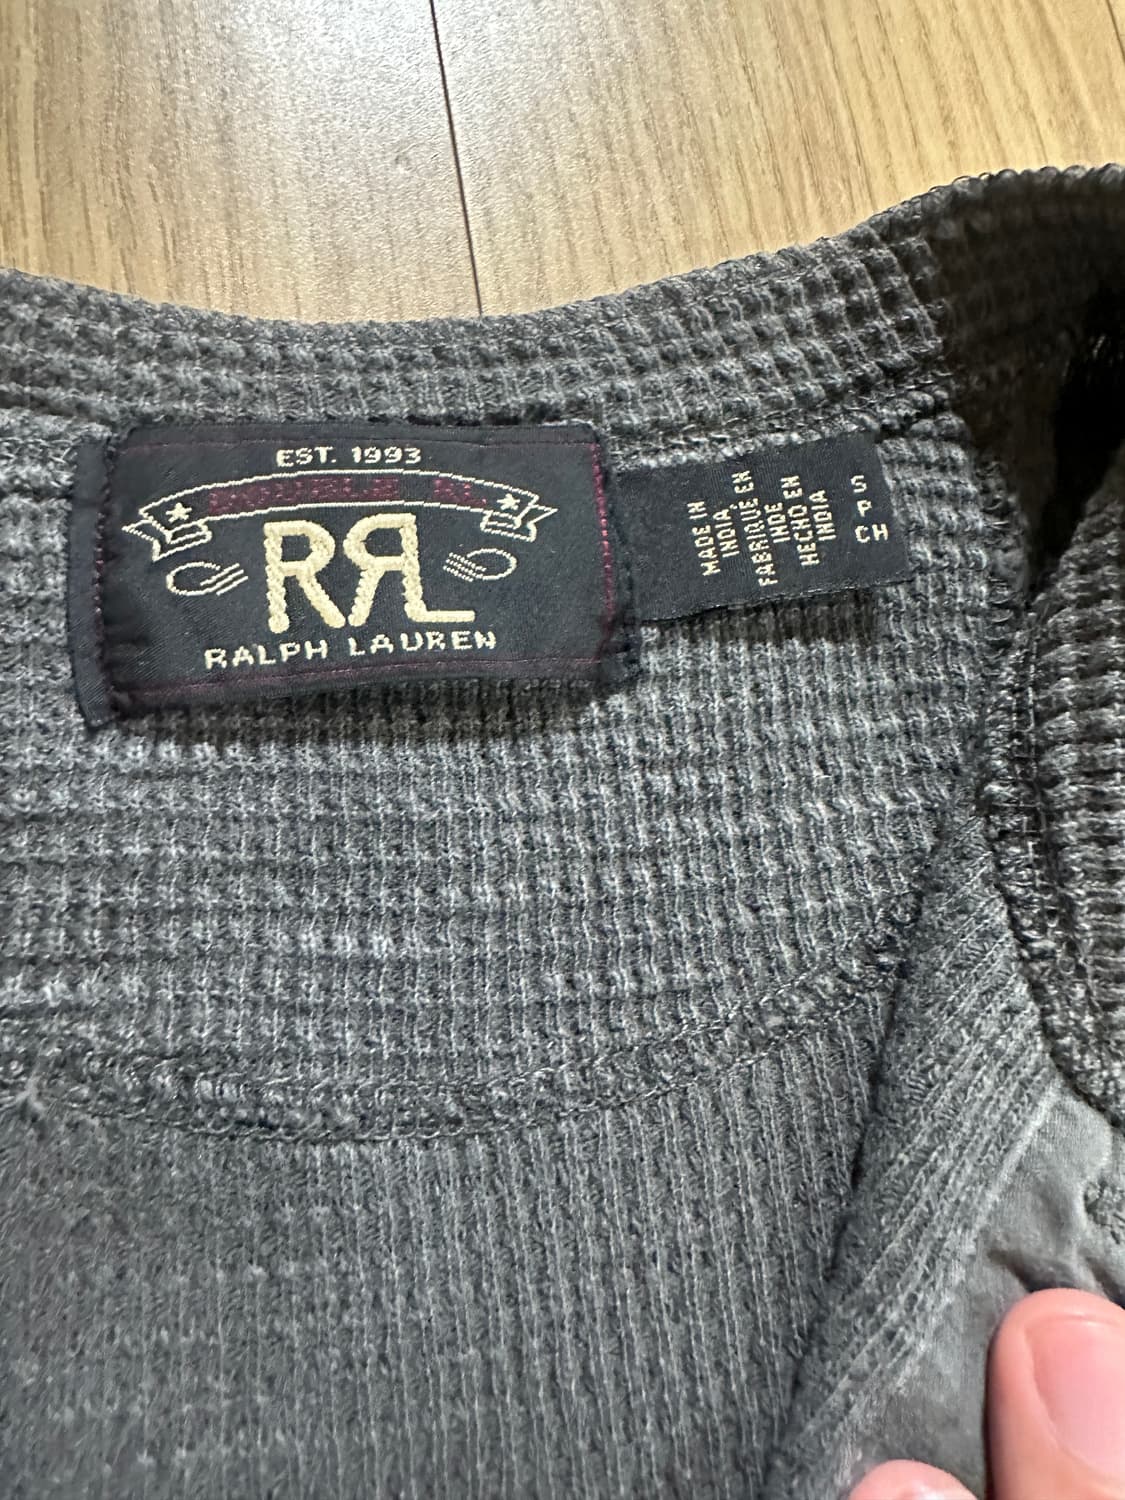 EST. 1993
RRL
RALPH LAUREN
MADE IN
INDIA
FABRIQUÉ EN
INDE
HECHO EN
INDIA
S
P
CH